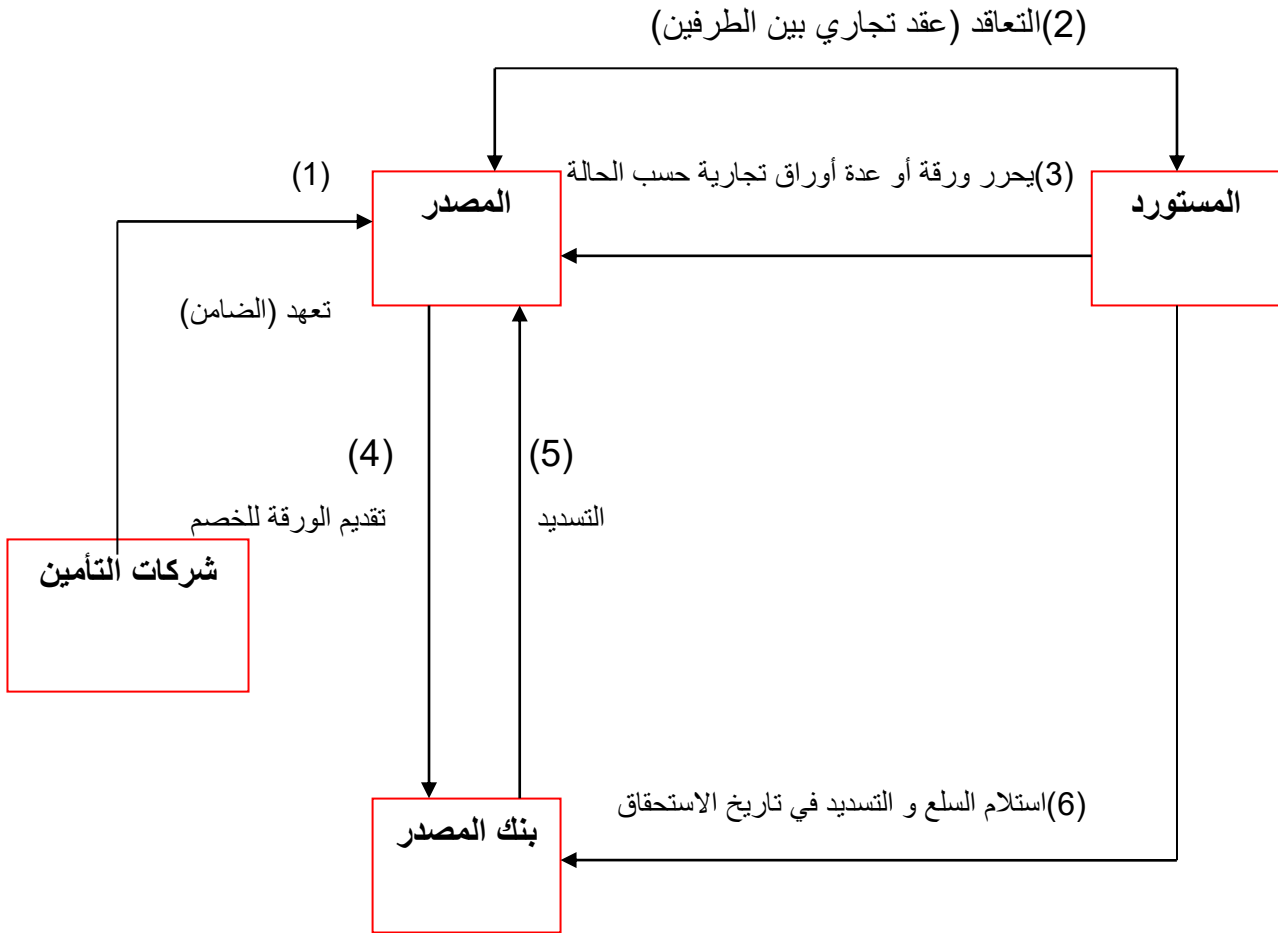 (2)التعاقد (عقد تجاري بين الطرفين)
(1)
(3)يحرر ورقة أو عدة أوراق تجارية حسب الحالة
المصدر
المستورد
تعهد (الضامن)
(4)
(5)
تقديم الورقة للخصم
التسديد
شركات التأمين
(6)استلام السلع و التسديد في تاريخ الاستحقاق
بنك المصدر